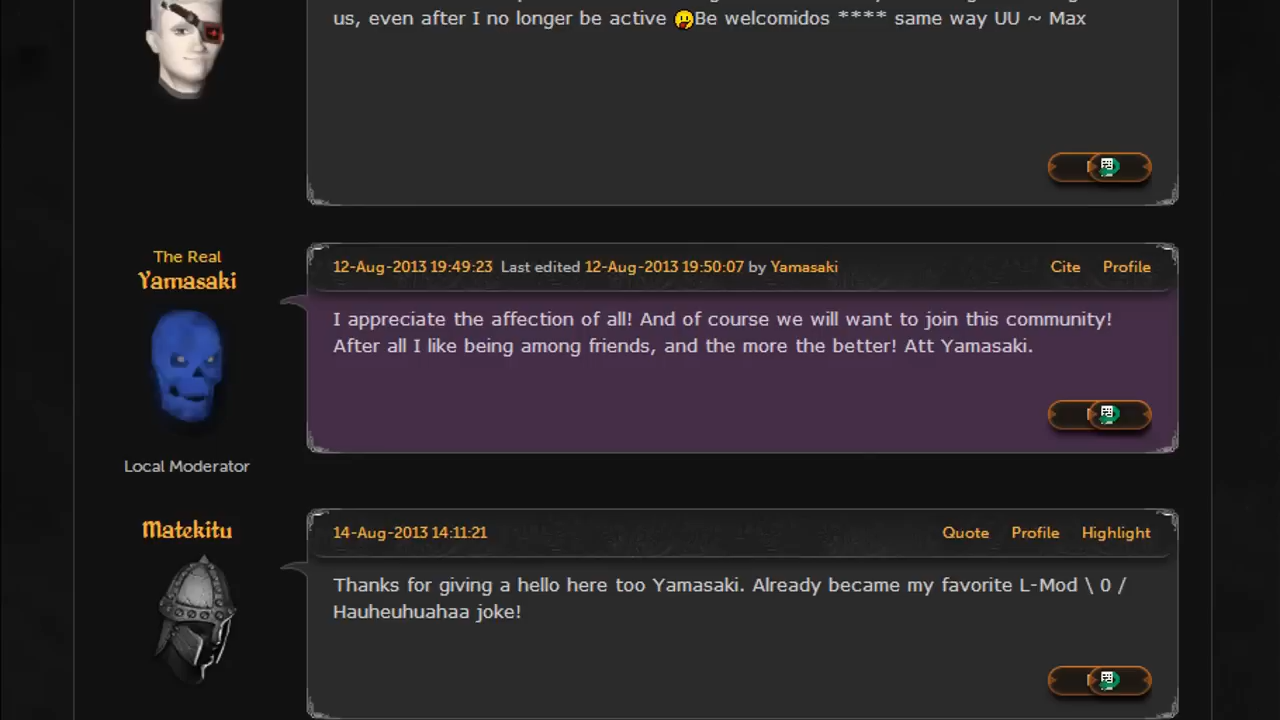 us, even after I no longer be active Be welcomidos **** same way UU ~ Max
The Real
Yamasaki
12-Aug-2013 19:49:23 Last edited 12-Aug-2013 19:50:07 by Yamasaki
Cite Profile
I appreciate the affection of all! And of course we will want to join this community!
After all I like being among friends, and the more the better! Att Yamasaki.
Local Moderator
Matekitu
14-Aug-2013 14:11:21
Quote Profile Highlight
Thanks for giving a hello here too Yamasaki. Already became my favorite L-Mod \ 0 /
Hauheuhuahaa joke!